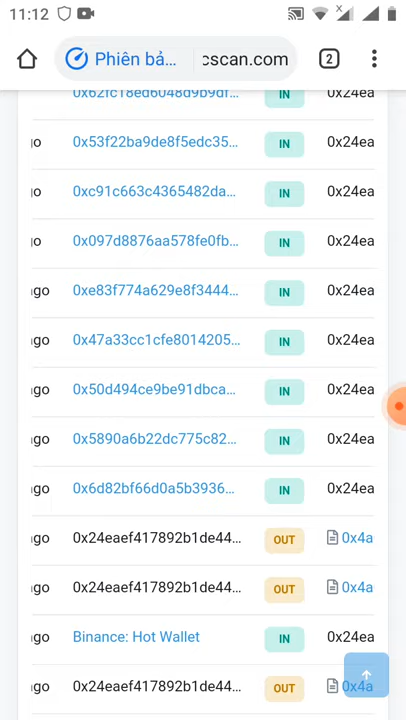 11:12
Phiên bả... cscan.com 2
0x62fc18ed6048d9b9df... IN 0x24ea
go 0x53f22ba9de8f5edc35... IN 0x24ea
go 0xc91c663c4365482da... IN 0x24ea
go 0x097d8876aa578fe0fb... IN 0x24ea
ago 0xe83f774a629e8f3444... IN 0x24ea
ago 0x47a33cc1cfe8014205... IN 0x24ea
ago 0x50d494ce9be91dbca... IN 0x24ea
ago 0x5890a6b22dc775c82... IN 0x24ea
ago 0x6d82bf66d0a5b3936... IN 0x24ea
ago 0x24eaef417892b1de44... OUT 0x4a
ago 0x24eaef417892b1de44... OUT 0x4a
ago Binance: Hot Wallet IN 0x24ea
ago 0x24eaef417892b1de44... OUT 0x4a